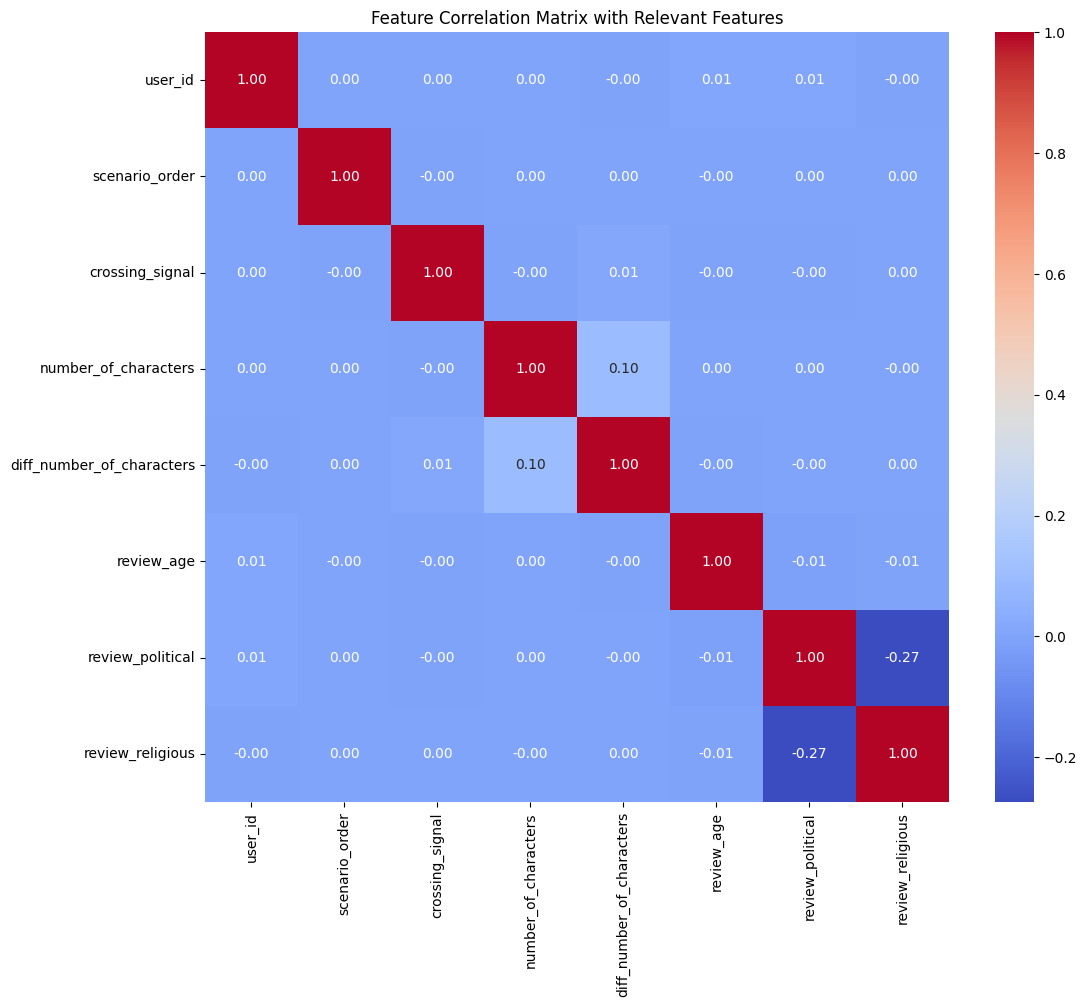 Feature Correlation Matrix with Relevant Features
user_id 1.00 0.00 0.00 0.00 -0.00 0.01 0.01 -0.00
scenario_order 0.00 1.00 -0.00 0.00 0.00 -0.00 0.00 0.00
crossing_signal 0.00 -0.00 1.00 -0.00 0.01 -0.00 -0.00 0.00
number_of_characters 0.00 0.00 -0.00 1.00 0.10 0.00 0.00 -0.00
diff_number_of_characters -0.00 0.00 0.01 0.10 1.00 -0.00 -0.00 0.00
review_age 0.01 -0.00 -0.00 0.00 -0.00 1.00 -0.01 -0.01
review_political 0.01 0.00 -0.00 0.00 -0.00 -0.01 1.00 -0.27
review_religious -0.00 0.00 0.00 -0.00 0.00 -0.01 -0.27 1.00
user_id
scenario_order
crossing_signal
number_of_characters
diff_number_of_characters
review_age
review_political
review_religious
1.0
0.8
0.6
0.4
0.2
0.0
−0.2